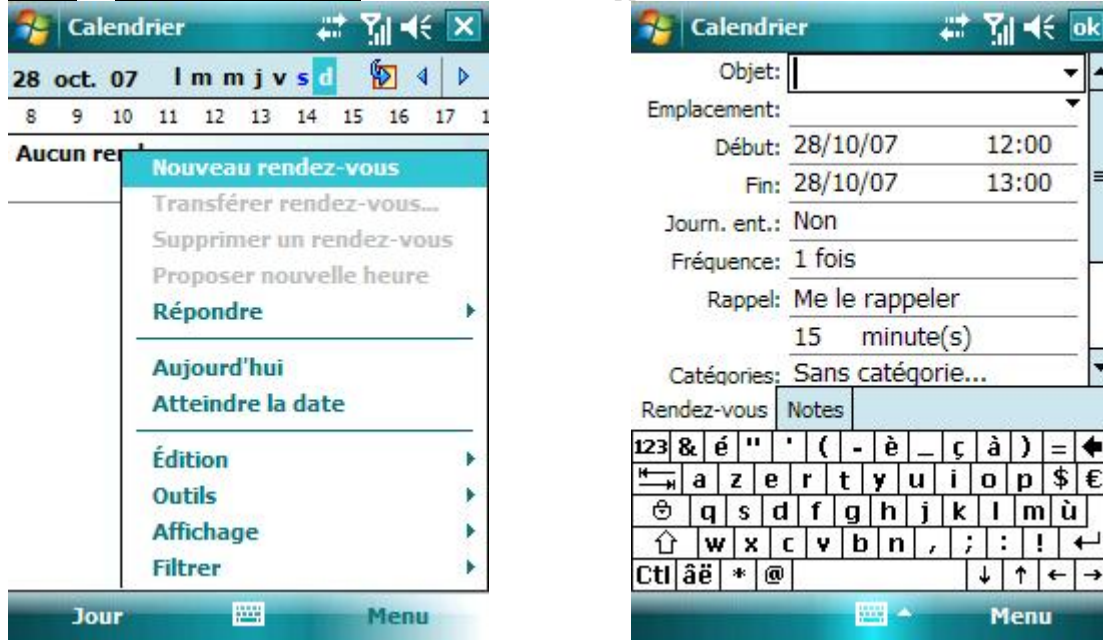 Calendrier
28 oct. 07 l m m j v s d
8 9 10 11 12 13 14 15 16 17 1
Aucun ren
Nouveau rendez-vous
Transférer rendez-vous...
Supprimer un rendez-vous
Proposer nouvelle heure
Répondre
Aujourd'hui
Atteindre la date
Édition
Outils
Affichage
Filtrer
Jour Menu
Calendrier ok
Objet:
Emplacement:
Début: 28/10/07 12:00
Fin: 28/10/07 13:00
Journ. ent.: Non
Fréquence: 1 fois
Rappel: Me le rappeler
15 minute(s)
Catégories: Sans catégorie...
Rendez-vous Notes
123 & é " ' ( - è _ ç à ) =
a z e r t y u i o p $ €
q s d f g h j k l m ù
w x c v b n , ; : !
Ctl âë * @ ↓ ↑ ← →
Menu